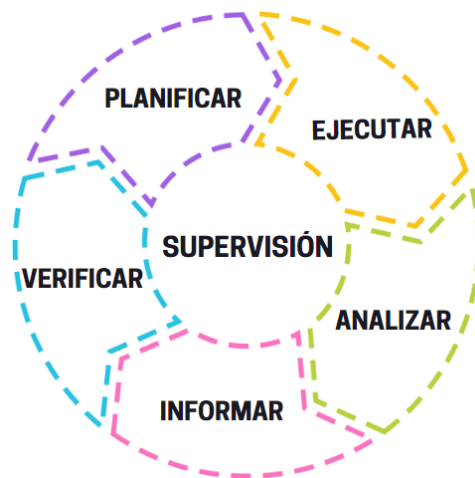 PLANIFICAR
EJECUTAR
SUPERVISIÓN
VERIFICAR
ANALIZAR
INFORMAR